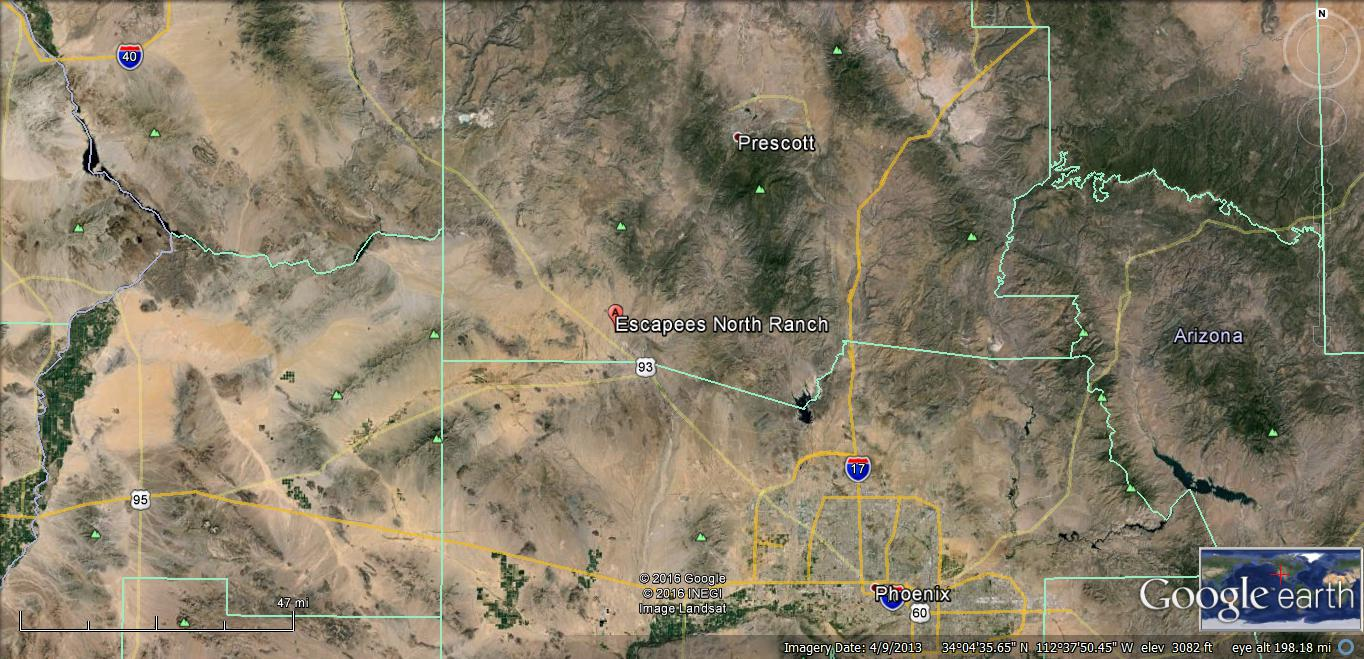 N
40
Prescott
A
Escapees North Ranch
Arizona
93
17
95
47 mi
© 2016 Google
© 2016 INEGI
Image Landsat
Phoenix
60
Google earth
Imagery Date: 4/9/2013 34°04'35.65" N 112°37'50.45" W elev 3082 ft eye alt 198.18 mi